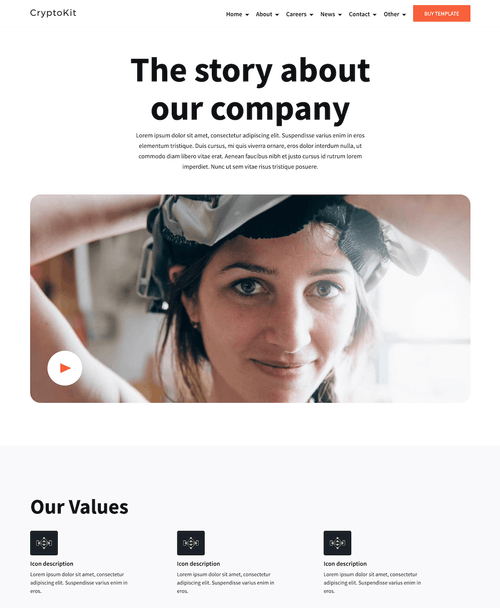 CryptoKit
Home About Careers News Contact Other BUY TEMPLATE
The story about
our company
Lorem ipsum dolor sit amet, consectetur adipiscing elit. Suspendisse varius enim in eros
elementum tristique. Duis cursus, mi quis viverra ornare, eros dolor interdum nulla, ut
commodo diam libero vitae erat. Aenean faucibus nibh et justo cursus id rutrum lorem
imperdiet. Nunc ut sem vitae risus tristique posuere.
Our Values
Icon description
Lorem ipsum dolor sit amet, consectetur
adipiscing elit. Suspendisse varius enim in
eros.
Icon description
Lorem ipsum dolor sit amet, consectetur
adipiscing elit. Suspendisse varius enim in
eros.
Icon description
Lorem ipsum dolor sit amet, consectetur
adipiscing elit. Suspendisse varius enim in
eros.